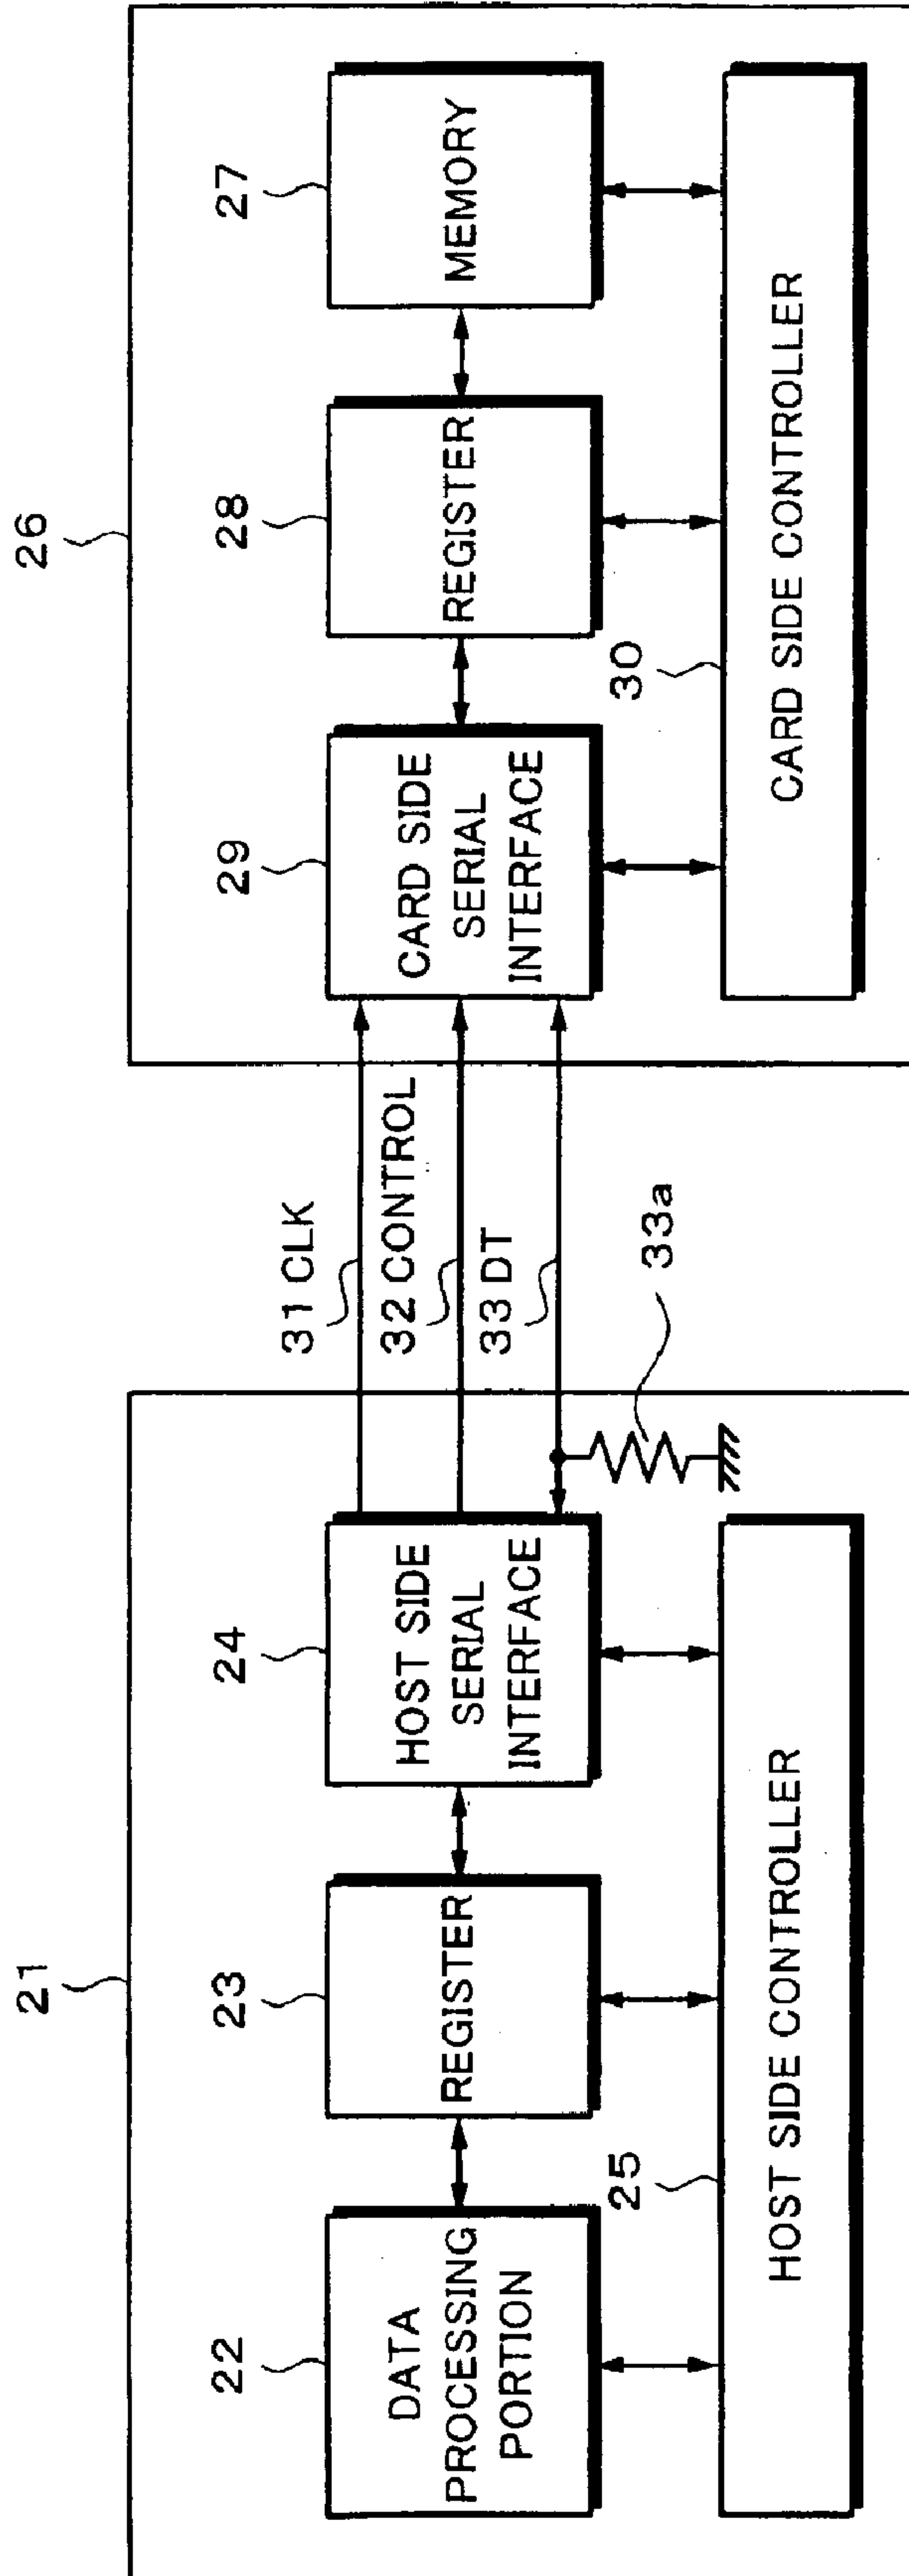 21
26
22
23
24
29
28
27
DATA
PROCESSING
PORTION
REGISTER
HOST SIDE
SERIAL
INTERFACE
31 CLK
32 CONTROL
33 DT
CARD SIDE
SERIAL
INTERFACE
REGISTER
MEMORY
25
33a
30
HOST SIDE CONTROLLER
CARD SIDE CONTROLLER